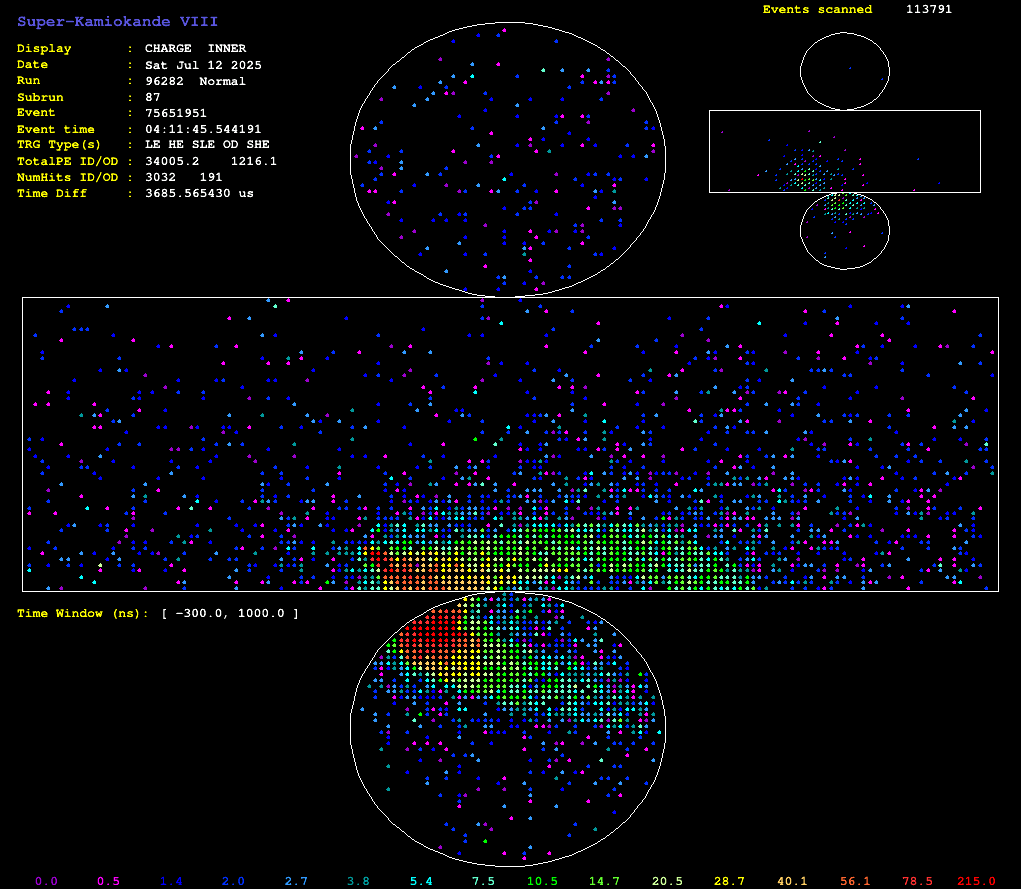 Super-Kamiokande VIII
Events scanned 113791
Display : CHARGE INNER
Date : Sat Jul 12 2025
Run : 96282 Normal
Subrun : 87
Event : 75651951
Event time : 04:11:45.544191
TRG Type(s) : LE HE SLE OD SHE
TotalPE ID/OD : 34005.2 1216.1
NumHits ID/OD : 3032 191
Time Diff : 3685.565430 us
Time Window (ns): [ -300.0, 1000.0 ]
0.0 0.5 1.4 2.0 2.7 3.8 5.4 7.5 10.5 14.7 20.5 28.7 40.1 56.1 78.5 215.0